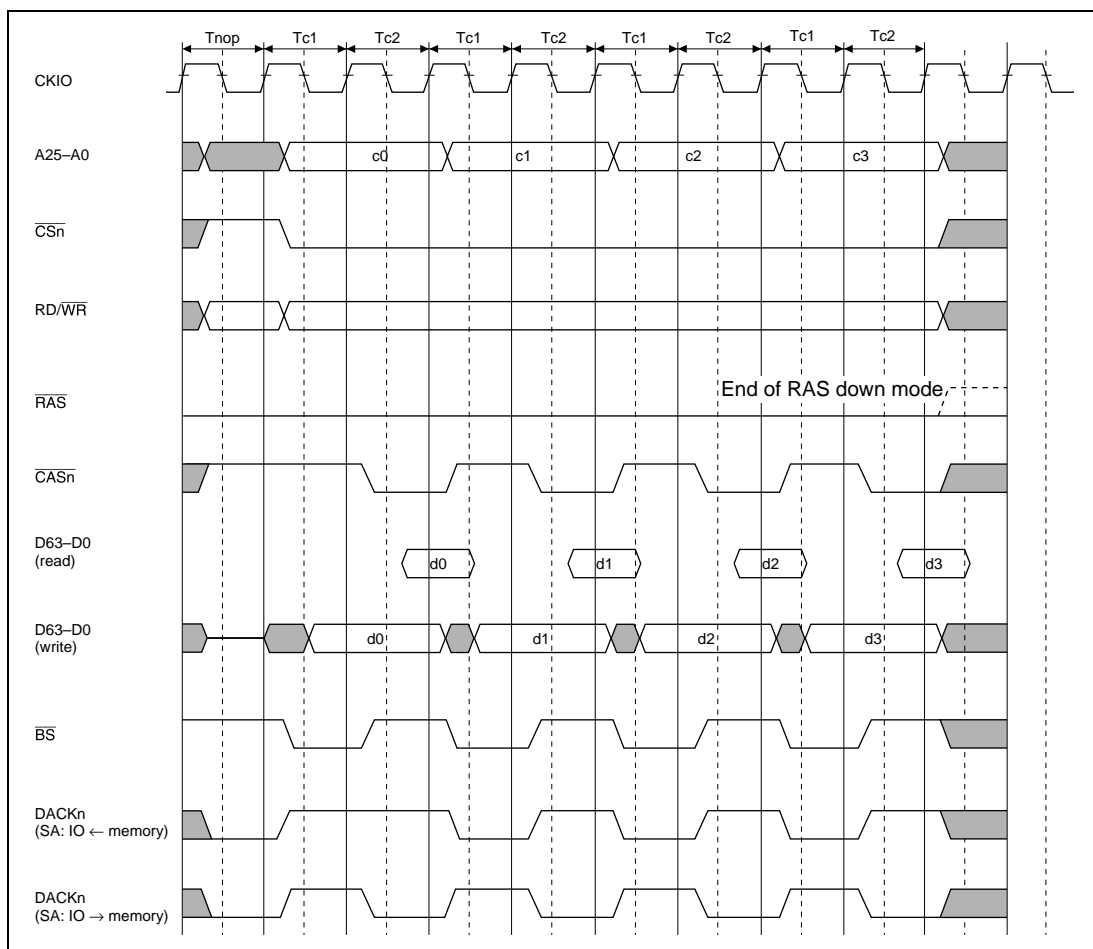 Tnop Tc1 Tc2 Tc1 Tc2 Tc1 Tc2 Tc1 Tc2
CKIO
A25–A0 c0 c1 c2 c3
CSn
RD/WR
End of RAS down mode
RAS
CASn
D63–D0
(read) d0 d1 d2 d3
D63–D0
(write) d0 d1 d2 d3
BS
DACKn
(SA: IO ← memory)
DACKn
(SA: IO → memory)